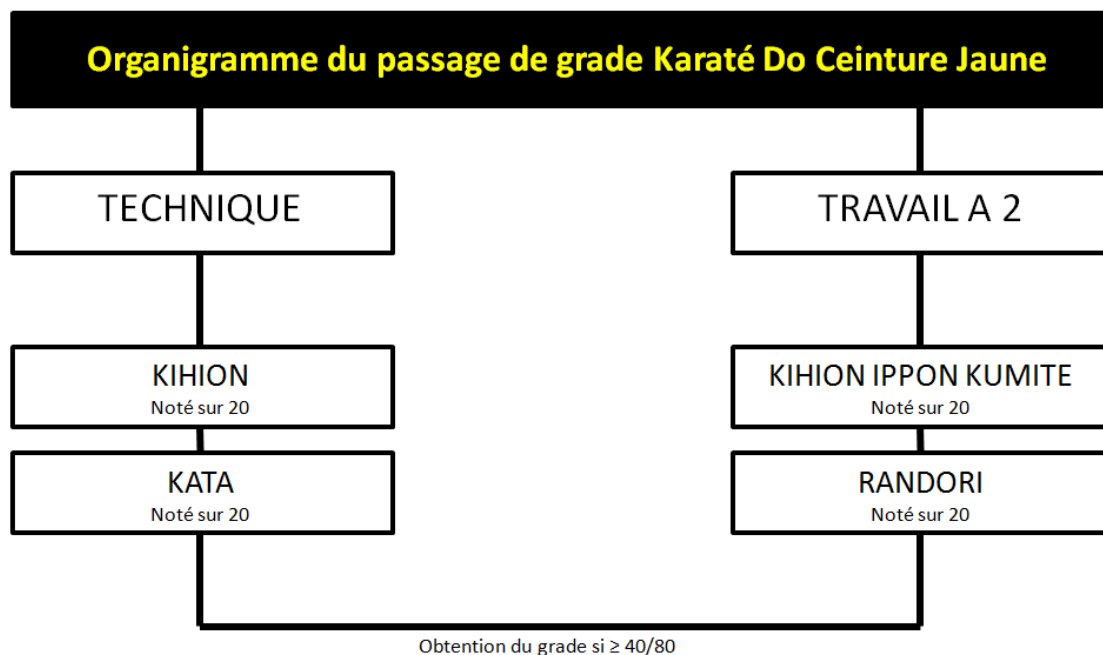 Organigramme du passage de grade Karaté Do Ceinture Jaune
TECHNIQUE
TRAVAIL A 2
KIHION
Noté sur 20
KIHION IPPON KUMITE
Noté sur 20
KATA
Noté sur 20
RANDORI
Noté sur 20
Obtention du grade si ≥ 40/80